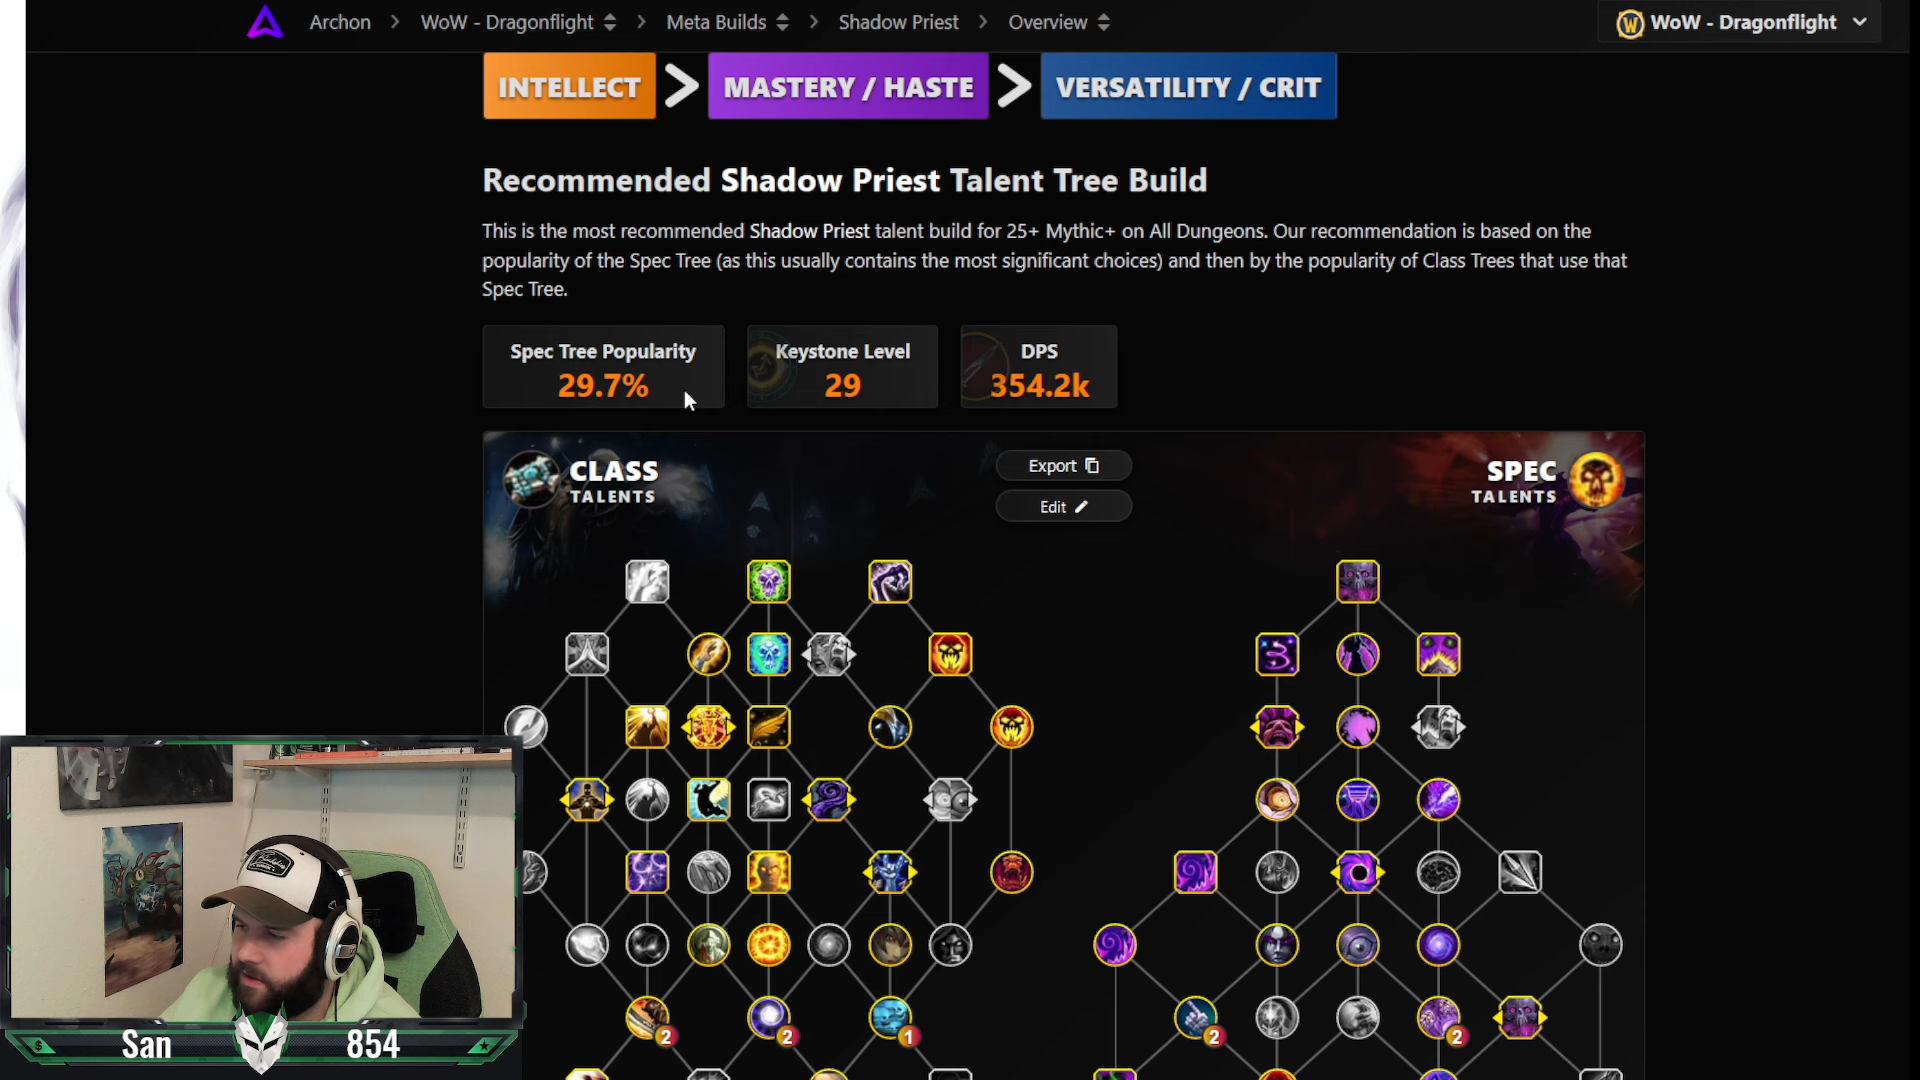 Archon > WoW - Dragonflight > Meta Builds > Shadow Priest > Overview
WoW - Dragonflight
INTELLECT > MASTERY / HASTE > VERSATILITY / CRIT
Recommended Shadow Priest Talent Tree Build
This is the most recommended Shadow Priest talent build for 25+ Mythic+ on All Dungeons. Our recommendation is based on the
popularity of the Spec Tree (as this usually contains the most significant choices) and then by the popularity of Class Trees that use that
Spec Tree.
Spec Tree Popularity
29.7%
Keystone Level
29
DPS
354.2k
CLASS
TALENTS
Export
Edit
SPEC
TALENTS
2
2
1
2
2
San
854